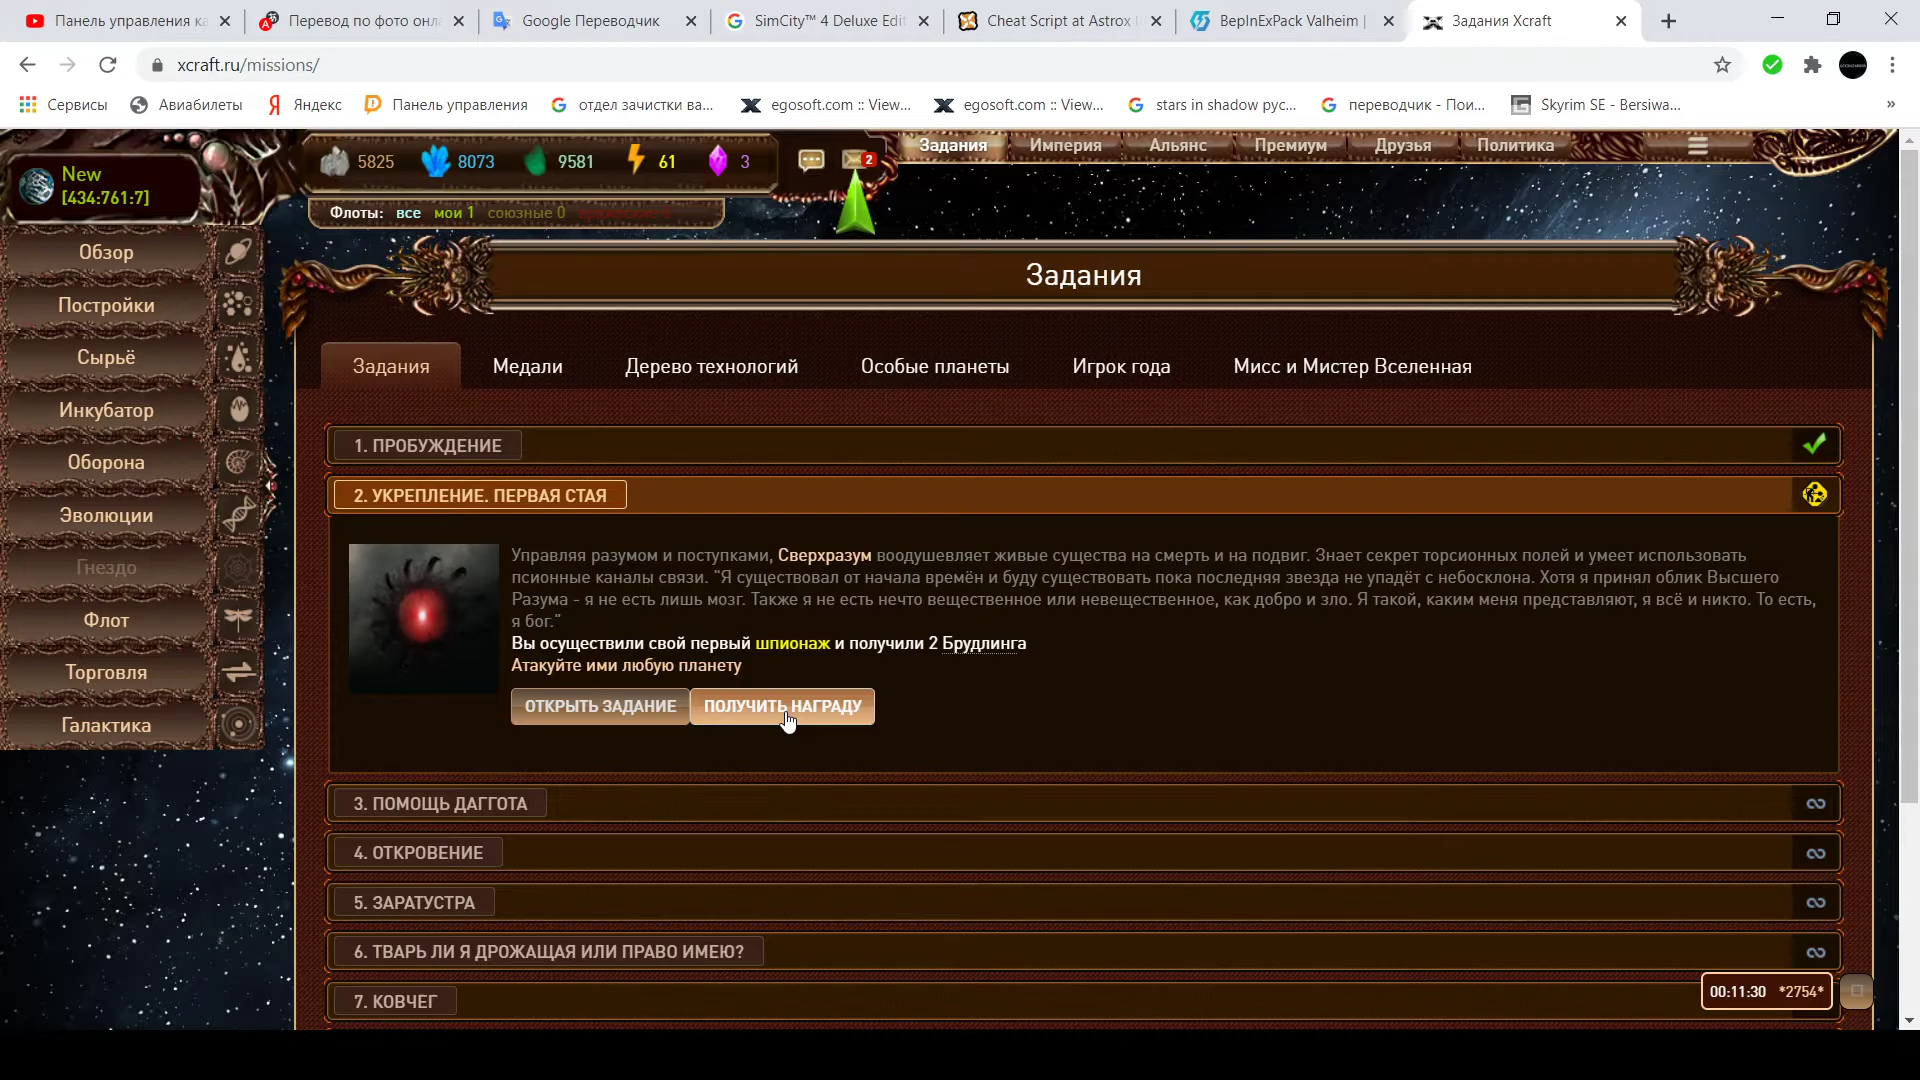 Панель управления ка
Перевод по фото онл
Google Переводчик
SimCity™ 4 Deluxe Edit
Cheat Script at Astrox I
BepInExPack Valheim |
Задания Xcraft
xcraft.ru/missions/
Сервисы
Авиабилеты
Яндекс
Панель управления
отдел зачистки ва...
egosoft.com :: View...
egosoft.com :: View...
stars in shadow рус...
переводчик - Пои...
Skyrim SE - Bersiwa...
»
New
[434:761:7]
5825
8073
9581
61
3
2
Задания
Империя
Альянс
Премиум
Друзья
Политика
Флоты: все мои 1 союзные 0
Обзор
Постройки
Сырьё
Инкубатор
Оборона
Эволюции
Гнездо
Флот
Торговля
Галактика
Задания
Задания
Медали
Дерево технологий
Особые планеты
Игрок года
Мисс и Мистер Вселенная
1. ПРОБУЖДЕНИЕ
2. УКРЕПЛЕНИЕ. ПЕРВАЯ СТАЯ
Управляя разумом и поступками, Сверхразум воодушевляет живые существа на смерть и на подвиг. Знает секрет торсионных полей и умеет использовать
псионные каналы связи. "Я существовал от начала времён и буду существовать пока последняя звезда не упадёт с небосклона. Хотя я принял облик Высшего
Разума - я не есть лишь мозг. Также я не есть нечто вещественное или невещественное, как добро и зло. Я такой, каким меня представляют, я всё и никто. То есть,
я бог."
Вы осуществили свой первый шпионаж и получили 2 Брудлинга
Атакуйте ими любую планету
ОТКРЫТЬ ЗАДАНИЕ
ПОЛУЧИТЬ НАГРАДУ
3. ПОМОЩЬ ДАГГОТА
4. ОТКРОВЕНИЕ
5. ЗАРАТУСТРА
6. ТВАРЬ ЛИ Я ДРОЖАЩАЯ ИЛИ ПРАВО ИМЕЮ?
7. КОВЧЕГ
00:11:30 *2754*